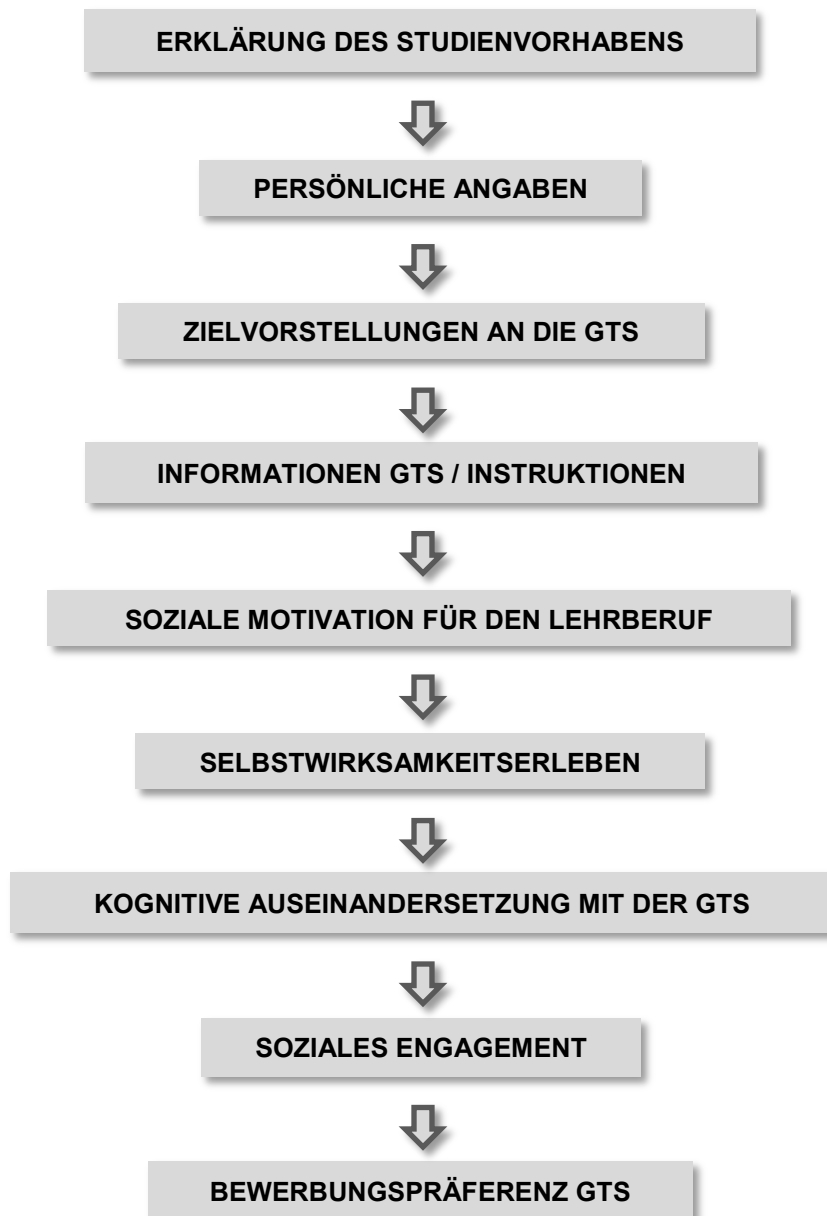 ERKLÄRUNG DES STUDIENVORHABENS
PERSÖNLICHE ANGABEN
ZIELVORSTELLUNGEN AN DIE GTS
INFORMATIONEN GTS / INSTRUKTIONEN
SOZIALE MOTIVATION FÜR DEN LEHRBERUF
SELBSTWIRKSAMKEITSERLEBEN
KOGNITIVE AUSEINANDERSETZUNG MIT DER GTS
SOZIALES ENGAGEMENT
BEWERBUNGSPRÄFERENZ GTS